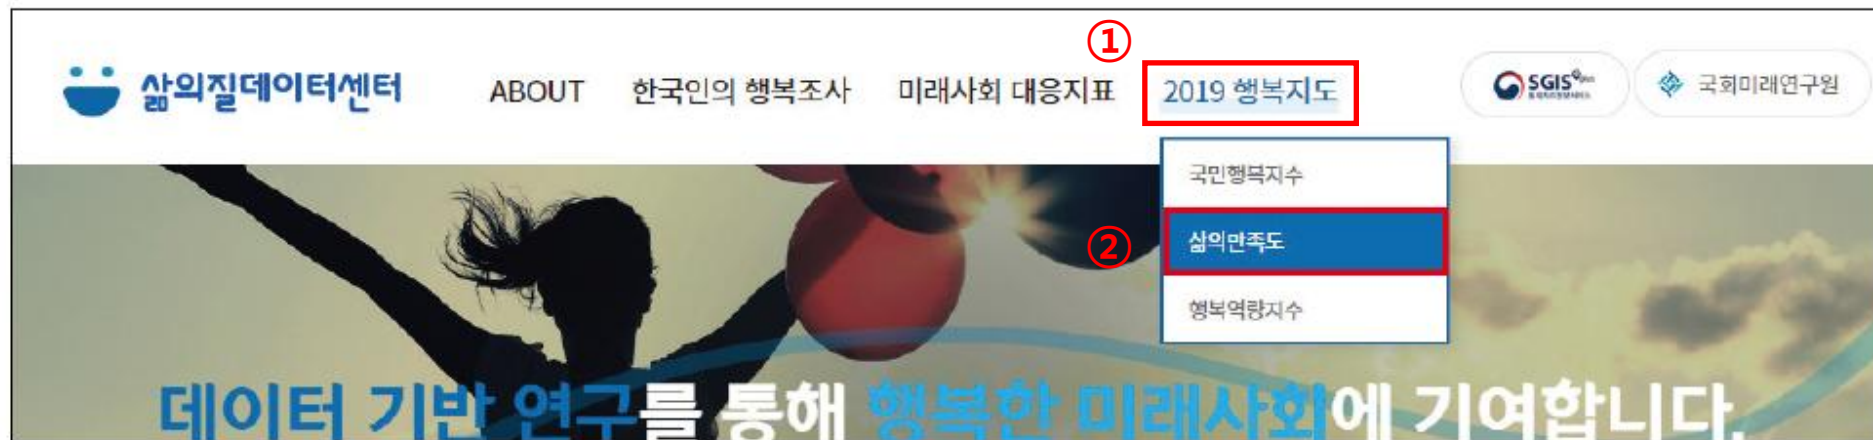 ①
삶의질데이터센터 ABOUT 한국인의 행복조사 미래사회 대응지표 2019 행복지도 SGIS plus 국회미래연구원
국민행복지수
② 삶의만족도
행복역량지수
데이터 기반 연구를 통해 행복한 미래사회에 기여합니다.